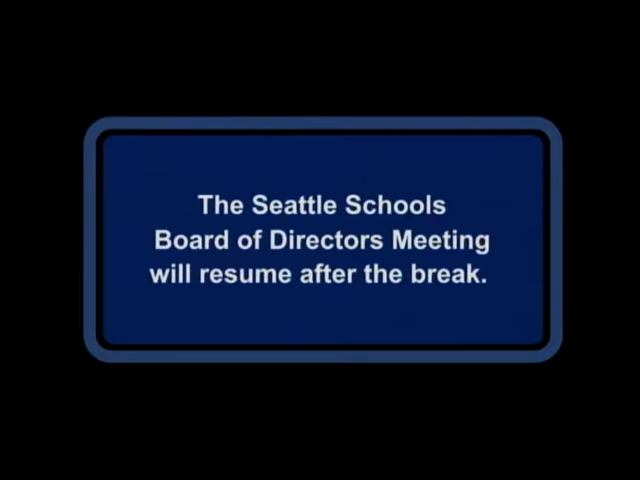 The Seattle Schools
Board of Directors Meeting
will resume after the break.